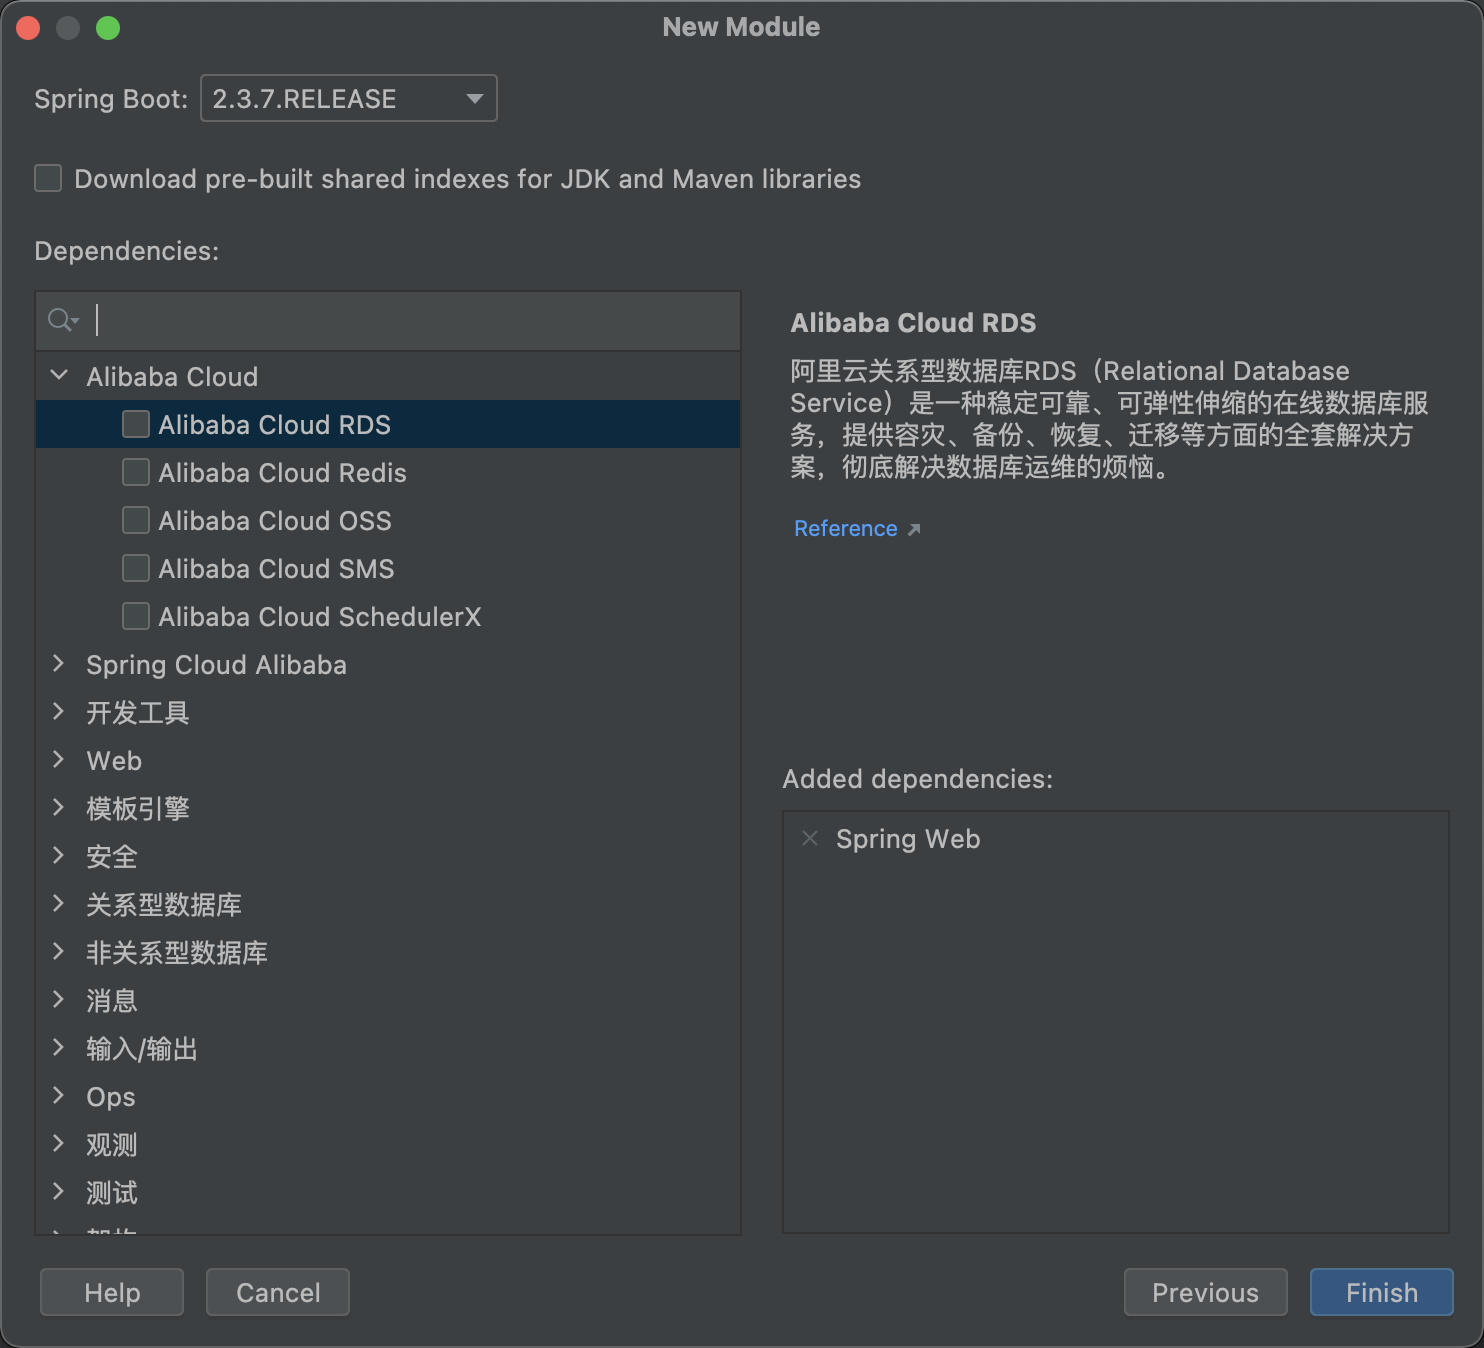 New Module
Spring Boot: 2.3.7.RELEASE
Download pre-built shared indexes for JDK and Maven libraries
Dependencies:
Alibaba Cloud
Alibaba Cloud RDS
Alibaba Cloud Redis
Alibaba Cloud OSS
Alibaba Cloud SMS
Alibaba Cloud SchedulerX
Spring Cloud Alibaba
开发工具
Web
模板引擎
安全
关系型数据库
非关系型数据库
消息
输入/输出
Ops
观测
测试
Alibaba Cloud RDS
阿里云关系型数据库RDS（Relational Database
Service）是一种稳定可靠、可弹性伸缩的在线数据库服
务，提供容灾、备份、恢复、迁移等方面的全套解决方
案，彻底解决数据库运维的烦恼。
Reference
Added dependencies:
Spring Web
Help
Cancel
Previous
Finish